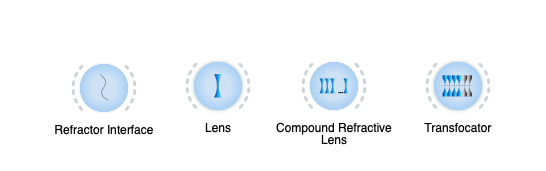 Refractor Interface
Lens
Compound Refractive
Lens
Transfocator